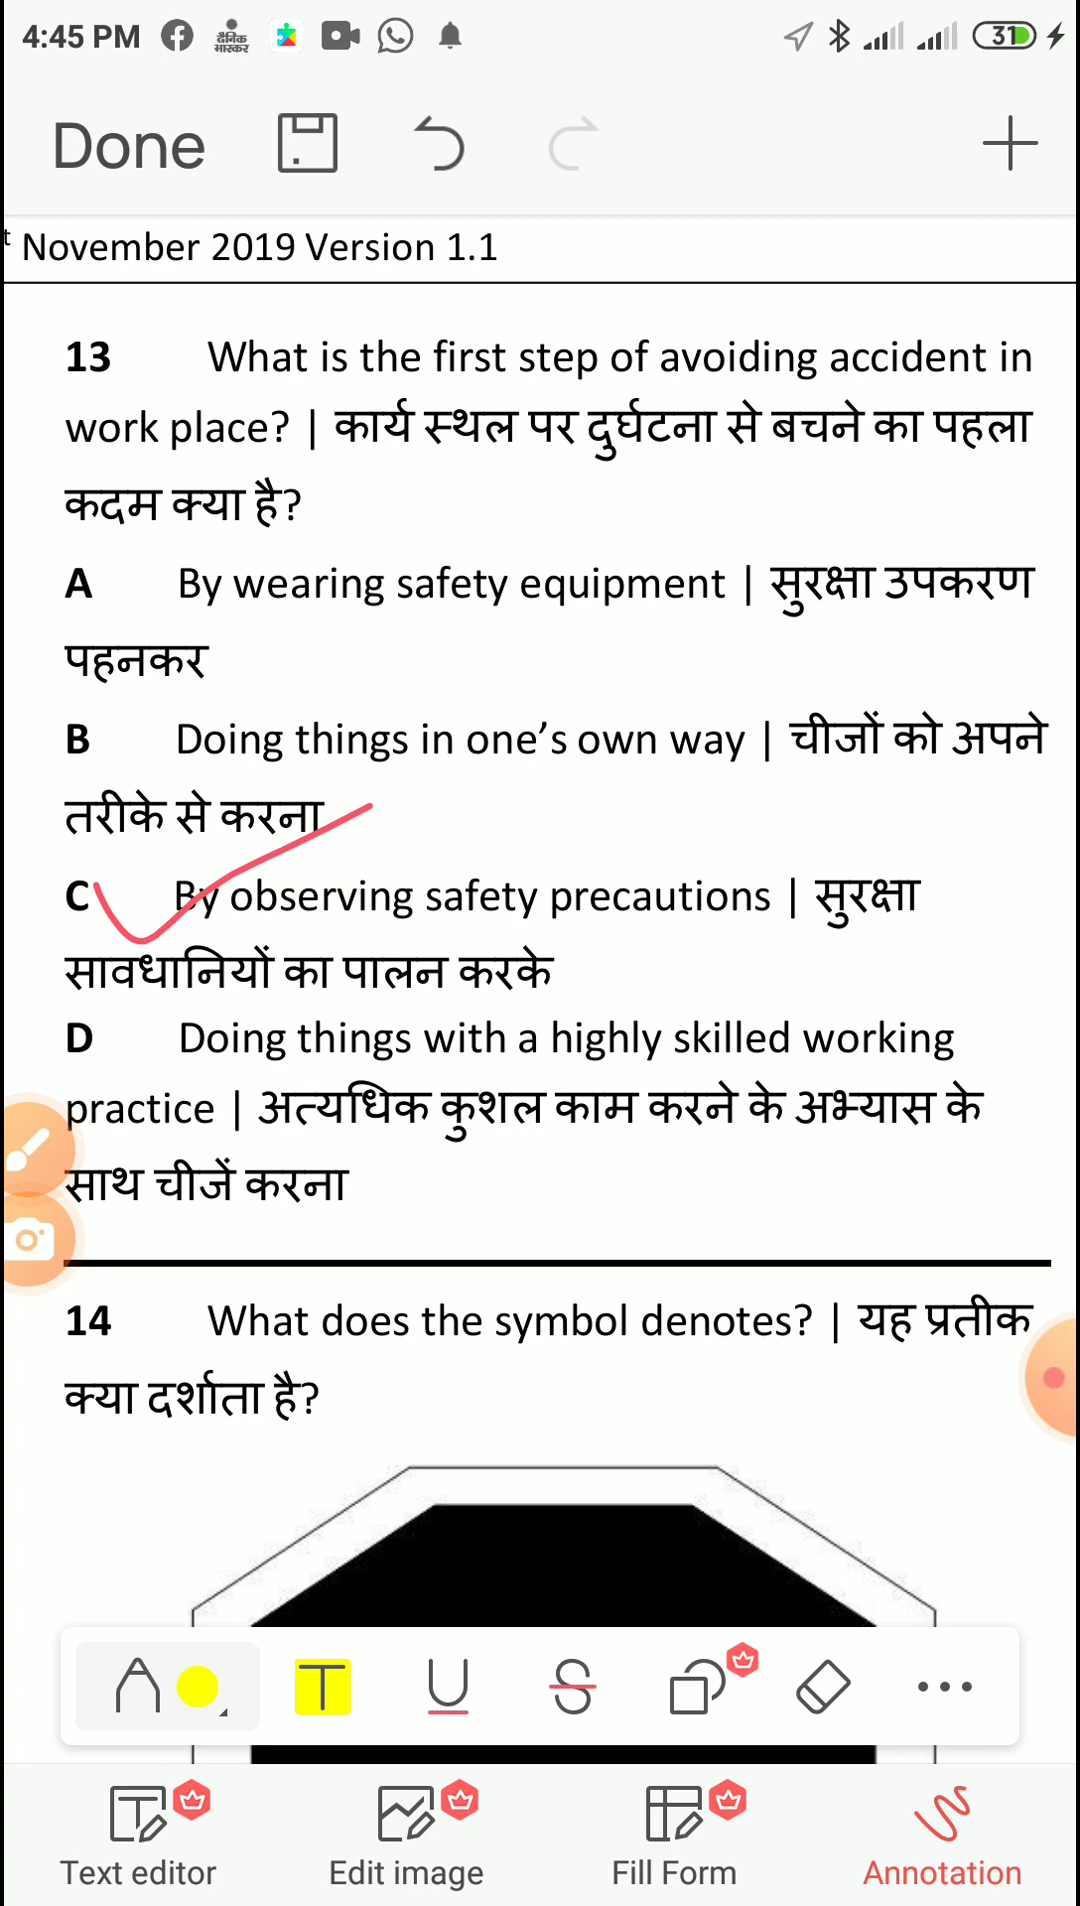 4:45 PM
दैनिक
भास्कर
31
Done
t November 2019 Version 1.1
13 What is the first step of avoiding accident in
work place? | कार्य स्थल पर दुर्घटना से बचने का पहला
कदम क्या है?
A By wearing safety equipment | सुरक्षा उपकरण
पहनकर
B Doing things in one’s own way | चीजों को अपने
तरीके से करना
C By observing safety precautions | सुरक्षा
सावधानियों का पालन करके
D Doing things with a highly skilled working
practice | अत्यधिक कुशल काम करने के अभ्यास के
साथ चीजें करना
14 What does the symbol denotes? | यह प्रतीक
क्या दर्शाता है?
Text editor
Edit image
Fill Form
Annotation